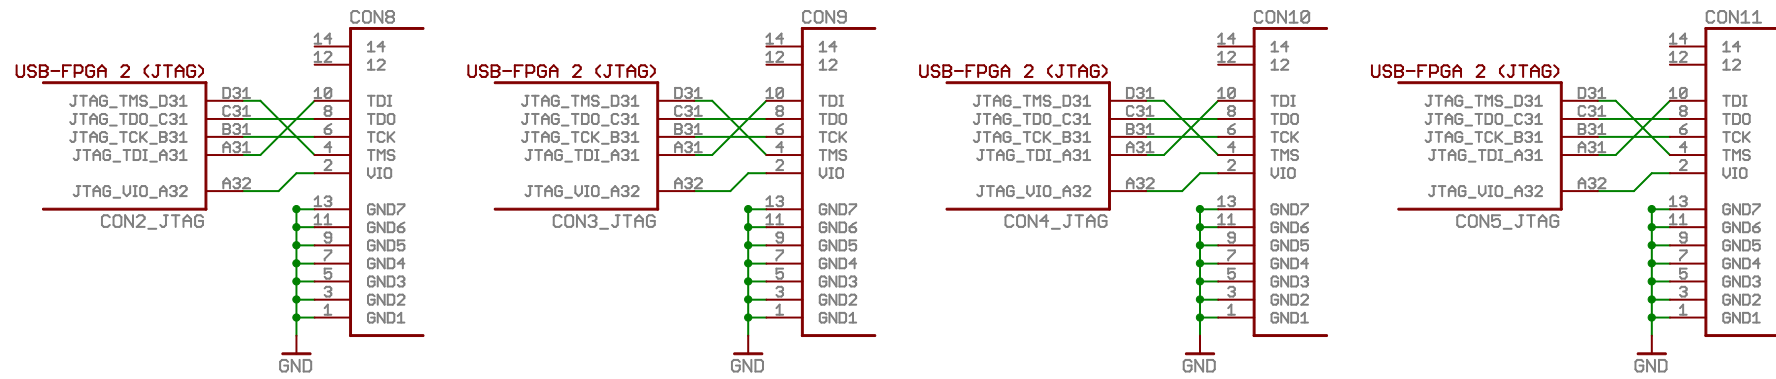 CON8
14 14
12 12
USB-FPGA 2 (JTAG)
JTAG_TMS_D31 D31 10 TDI
JTAG_TDO_C31 C31 8 TDO
JTAG_TCK_B31 B31 6 TCK
JTAG_TDI_A31 A31 4 TMS
2 VIO
JTAG_VIO_A32 A32
13 GND7
CON2_JTAG
11 GND6
9 GND5
7 GND4
5 GND3
3 GND2
1 GND1
GND
CON9
14 14
12 12
USB-FPGA 2 (JTAG)
JTAG_TMS_D31 D31 10 TDI
JTAG_TDO_C31 C31 8 TDO
JTAG_TCK_B31 B31 6 TCK
JTAG_TDI_A31 A31 4 TMS
2 VIO
JTAG_VIO_A32 A32
13 GND7
CON3_JTAG
11 GND6
9 GND5
7 GND4
5 GND3
3 GND2
1 GND1
GND
CON10
14 14
12 12
USB-FPGA 2 (JTAG)
JTAG_TMS_D31 D31 10 TDI
JTAG_TDO_C31 C31 8 TDO
JTAG_TCK_B31 B31 6 TCK
JTAG_TDI_A31 A31 4 TMS
2 VIO
JTAG_VIO_A32 A32
13 GND7
CON4_JTAG
11 GND6
9 GND5
7 GND4
5 GND3
3 GND2
1 GND1
GND
CON11
14 14
12 12
USB-FPGA 2 (JTAG)
JTAG_TMS_D31 D31 10 TDI
JTAG_TDO_C31 C31 8 TDO
JTAG_TCK_B31 B31 6 TCK
JTAG_TDI_A31 A31 4 TMS
2 VIO
JTAG_VIO_A32 A32
13 GND7
CON5_JTAG
11 GND6
9 GND5
7 GND4
5 GND3
3 GND2
1 GND1
GND